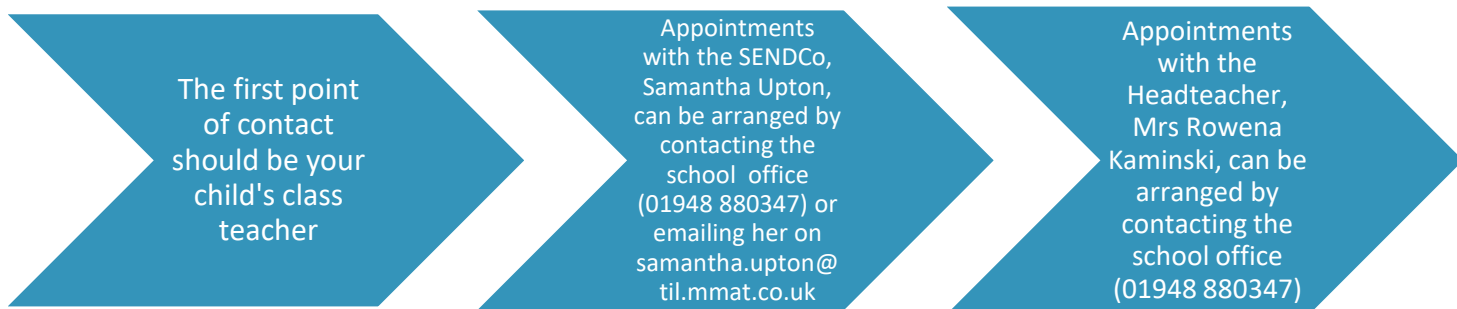 The first point
of contact
should be your
child's class
teacher
Appointments
with the SENDCo,
Samantha Upton,
can be arranged by
contacting the
school office
(01948 880347) or
emailing her on
samantha.upton@
til.mmat.co.uk
Appointments
with the
Headteacher,
Mrs Rowena
Kaminski, can be
arranged by
contacting the
school office
(01948 880347)